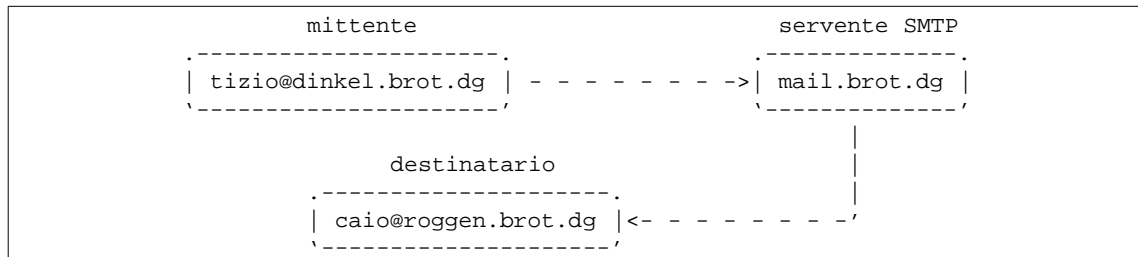 mittente servente SMTP
tizio@dinkel.brot.dg mail.brot.dg
destinatario
caio@roggen.brot.dg